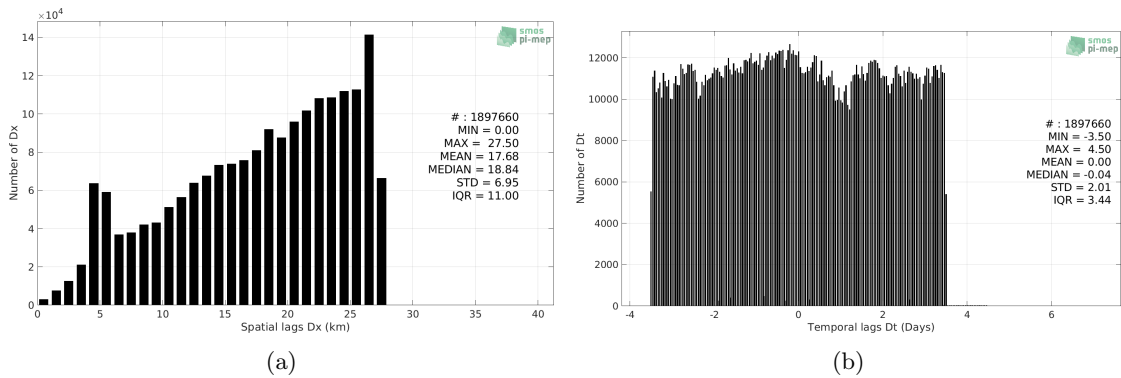 ×10⁴
14
12
10
8
6
4
2
0
Number of Dx
0 5 10 15 20 25 30 35 40
Spatial lags Dx (km)
smos
pi-mep
# : 1897660
MIN = 0.00
MAX = 27.50
MEAN = 17.68
MEDIAN = 18.84
STD = 6.95
IQR = 11.00
(a)
12000
10000
8000
6000
4000
2000
0
Number of Dt
-4 -2 0 2 4 6
Temporal lags Dt (Days)
smos
pi-mep
# : 1897660
MIN = -3.50
MAX = 4.50
MEAN = 0.00
MEDIAN = -0.04
STD = 2.01
IQR = 3.44
(b)